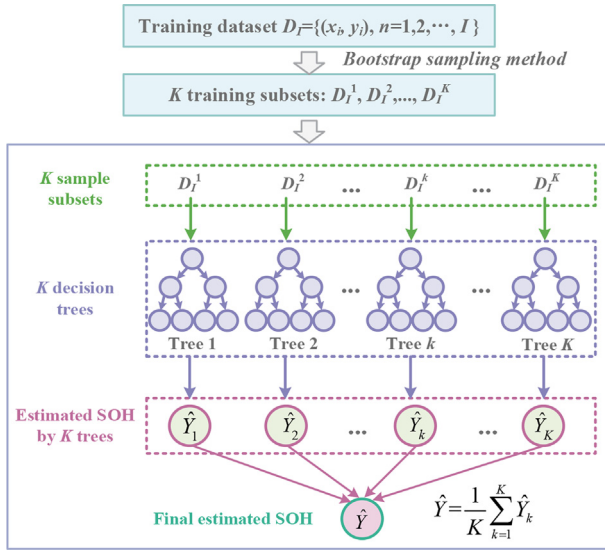 Training dataset D_I={(x_i, y_i), n=1,2,⋯, I }
Bootstrap sampling method
K training subsets: D_I^1, D_I^2,..., D_I^K
K sample
subsets
D_I^1 D_I^2 ... D_I^k ... D_I^K
K decision
trees
... ...
Tree 1 Tree 2 Tree k Tree K
Estimated SOH
by K trees
Ŷ_1 Ŷ_2 ... Ŷ_k ... Ŷ_K
Final estimated SOH
Ŷ
Ŷ = \frac{1}{K} \sum_{k=1}^{K} Ŷ_k